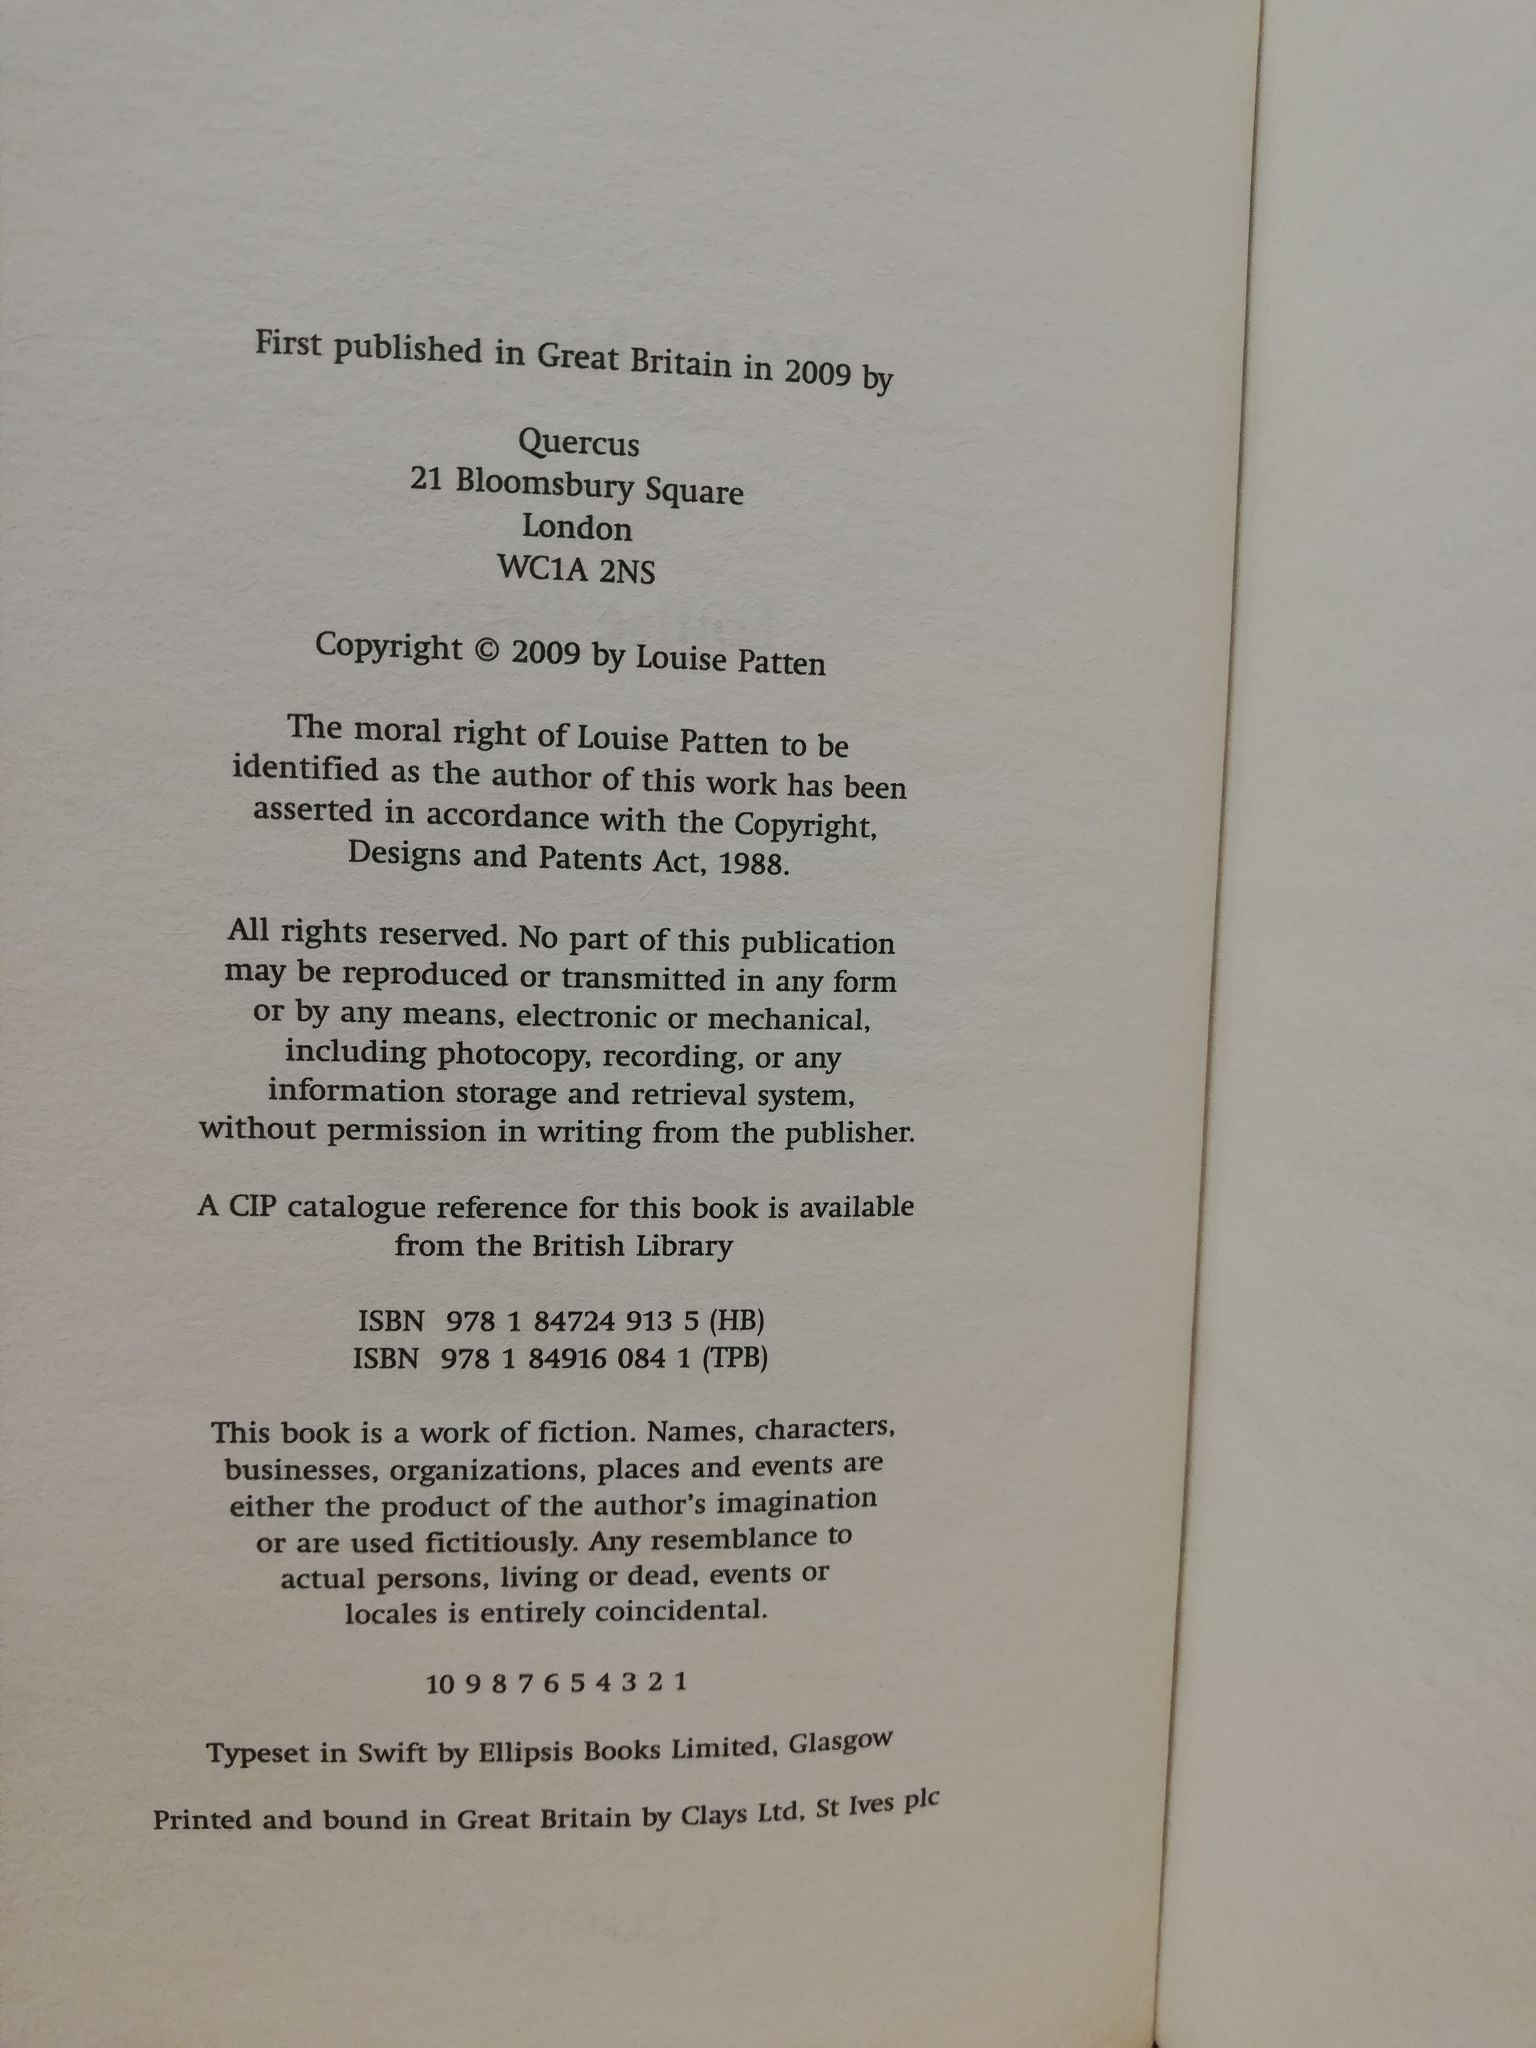 First published in Great Britain in 2009 by
Quercus
21 Bloomsbury Square
London
WC1A 2NS
Copyright © 2009 by Louise Patten
The moral right of Louise Patten to be
identified as the author of this work has been
asserted in accordance with the Copyright,
Designs and Patents Act, 1988.
All rights reserved. No part of this publication
may be reproduced or transmitted in any form
or by any means, electronic or mechanical,
including photocopy, recording, or any
information storage and retrieval system,
without permission in writing from the publisher.
A CIP catalogue reference for this book is available
from the British Library
ISBN 978 1 84724 913 5 (HB)
ISBN 978 1 84916 084 1 (TPB)
This book is a work of fiction. Names, characters,
businesses, organizations, places and events are
either the product of the author's imagination
or are used fictitiously. Any resemblance to
actual persons, living or dead, events or
locales is entirely coincidental.
10 9 8 7 6 5 4 3 2 1
Typeset in Swift by Ellipsis Books Limited, Glasgow
Printed and bound in Great Britain by Clays Ltd, St Ives plc